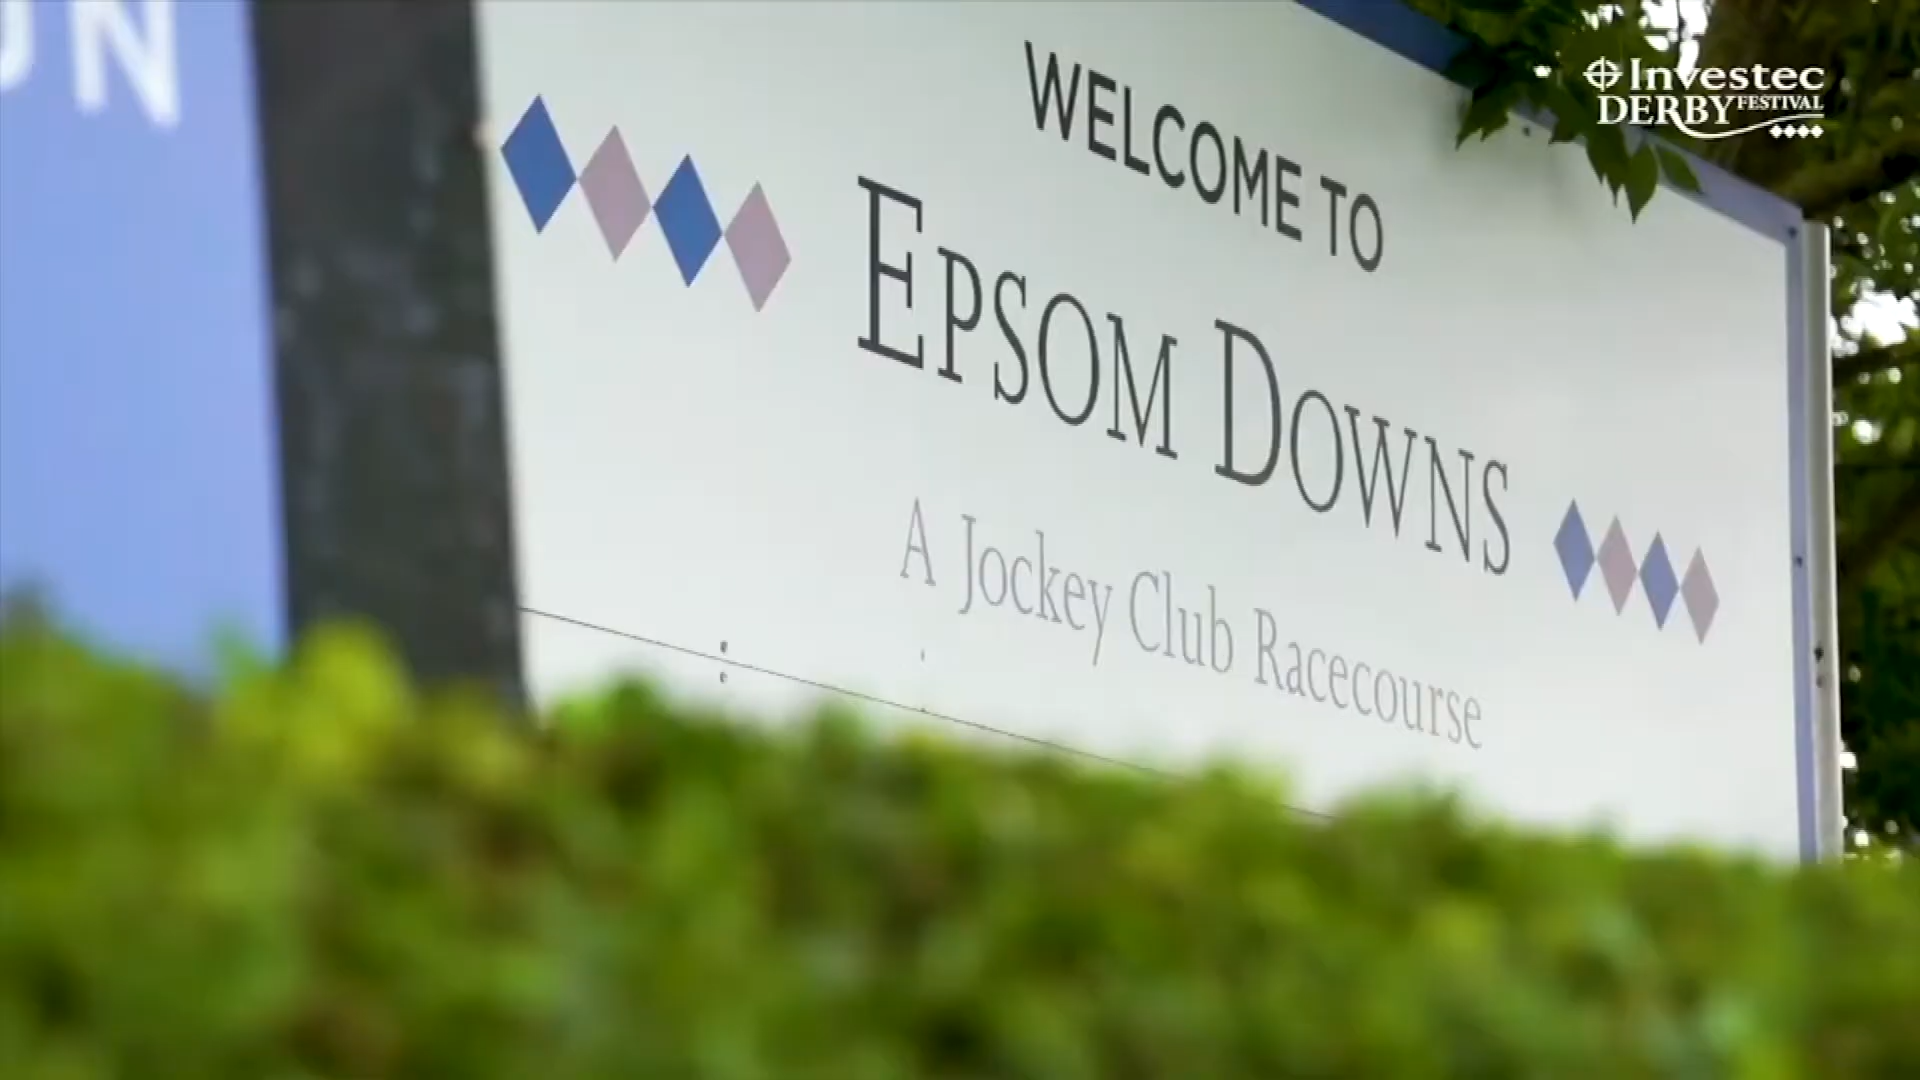 Investec
DERBY FESTIVAL
WELCOME TO
EPSOM DOWNS
A Jockey Club Racecourse